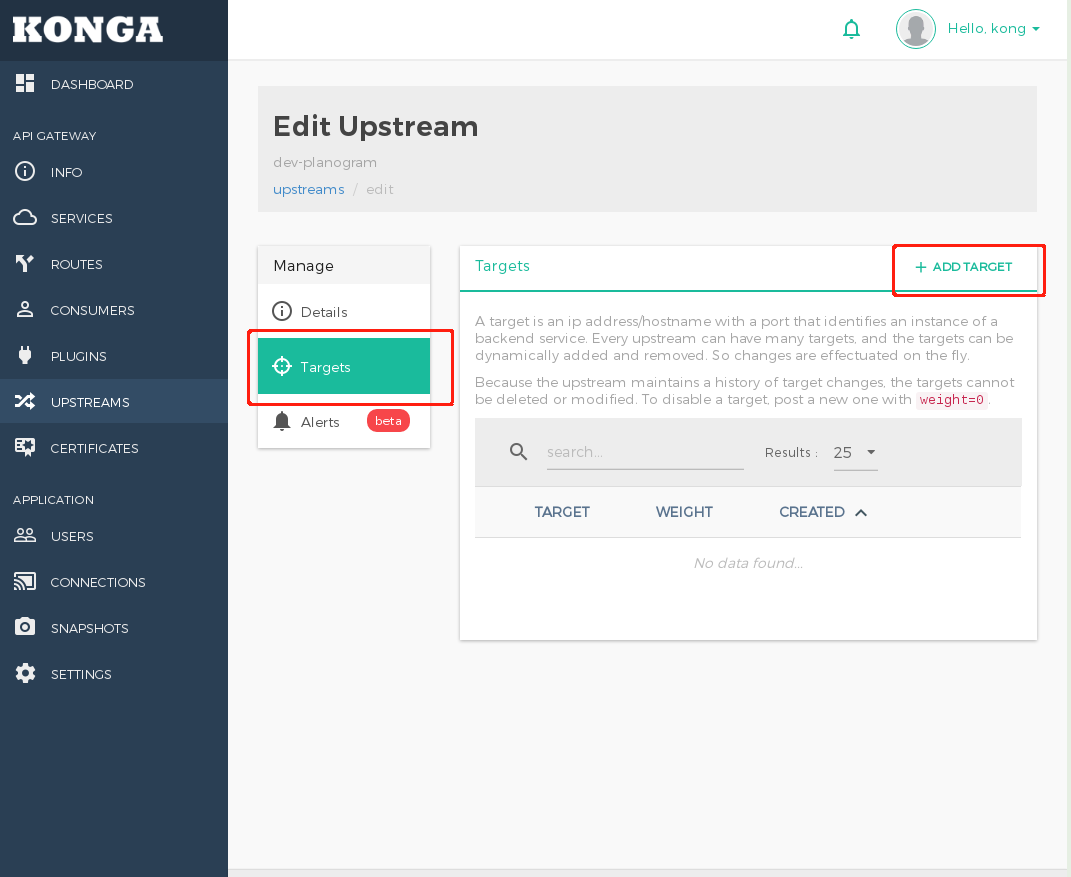 KONGA
Hello, kong
DASHBOARD
API GATEWAY
INFO
SERVICES
ROUTES
CONSUMERS
PLUGINS
UPSTREAMS
CERTIFICATES
APPLICATION
USERS
CONNECTIONS
SNAPSHOTS
SETTINGS
Edit Upstream
dev-planogram
upstreams / edit
Manage
Details
Targets
Alerts beta
Targets
+ ADD TARGET
A target is an ip address/hostname with a port that identifies an instance of a
backend service. Every upstream can have many targets, and the targets can be
dynamically added and removed. So changes are effectuated on the fly.
Because the upstream maintains a history of target changes, the targets cannot
be deleted or modified. To disable a target, post a new one with weight=0 .
search... Results : 25
TARGET WEIGHT CREATED
No data found...